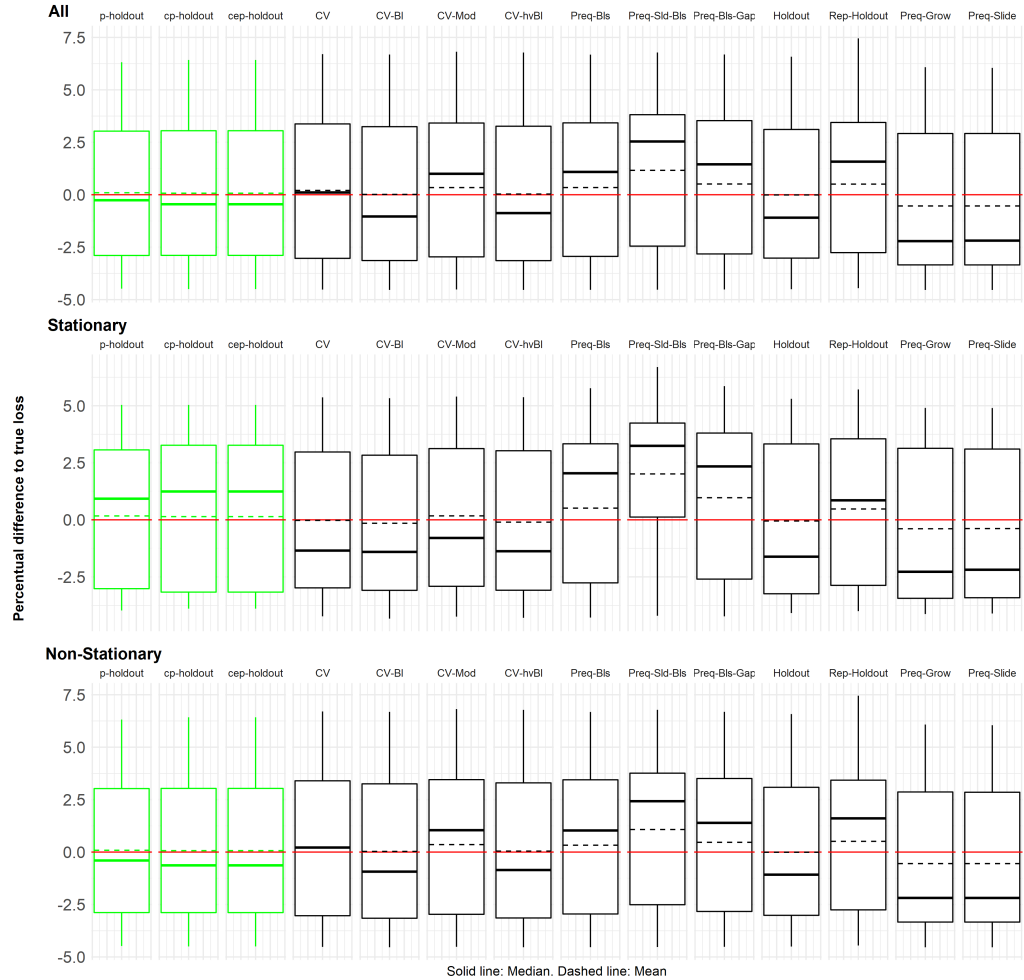 All
p-holdout cp-holdout cep-holdout CV CV-Bl CV-Mod CV-hvBl Preq-Bls Preq-Sld-Bls Preq-Bls-Gap Holdout Rep-Holdout Preq-Grow Preq-Slide
7.5
5.0
2.5
0.0
-2.5
-5.0
Stationary
p-holdout cp-holdout cep-holdout CV CV-Bl CV-Mod CV-hvBl Preq-Bls Preq-Sld-Bls Preq-Bls-Gap Holdout Rep-Holdout Preq-Grow Preq-Slide
5.0
2.5
0.0
-2.5
Percentual difference to true loss
Non-Stationary
p-holdout cp-holdout cep-holdout CV CV-Bl CV-Mod CV-hvBl Preq-Bls Preq-Sld-Bls Preq-Bls-Gap Holdout Rep-Holdout Preq-Grow Preq-Slide
7.5
5.0
2.5
0.0
-2.5
-5.0
Solid line: Median. Dashed line: Mean